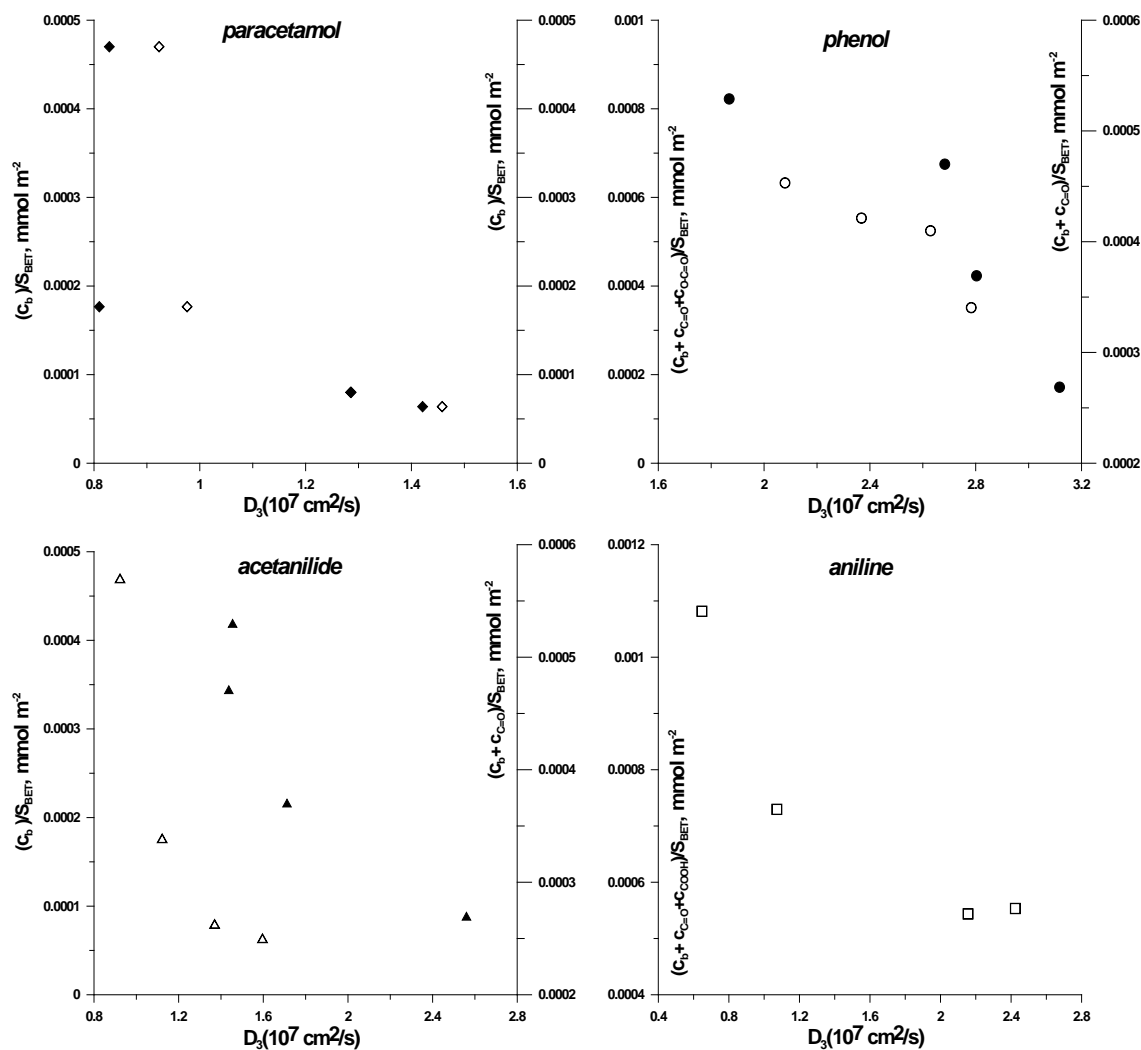 paracetamol
0.0005
0.0004
0.0003
0.0002
0.0001
0
(c_b )/S_BET, mmol m^-2
0.0005
0.0004
0.0003
0.0002
0.0001
0
(c_b )/S_BET, mmol m^-2
0.8 1 1.2 1.4 1.6
D_3(10^7 cm2/s)
phenol
0.001
0.0008
0.0006
0.0004
0.0002
0
(c_b+ c_C=O+c_O-C=O)/S_BET, mmol m^-2
0.0006
0.0005
0.0004
0.0003
0.0002
(c_b+ c_C=O)/S_BET, mmol m^-2
1.6 2 2.4 2.8 3.2
D_3(10^7 cm2/s)
acetanilide
0.0005
0.0004
0.0003
0.0002
0.0001
0
(c_b )/S_BET, mmol m^-2
0.0006
0.0005
0.0004
0.0003
0.0002
(c_b+ c_C=O)/S_BET, mmol m^-2
0.8 1.2 1.6 2 2.4 2.8
D_3(10^7 cm2/s)
aniline
0.0012
0.001
0.0008
0.0006
0.0004
(c_b+ c_C=O+c_COOH)/S_BET, mmol m^-2
0.4 0.8 1.2 1.6 2 2.4 2.8
D_3(10^7 cm2/s)